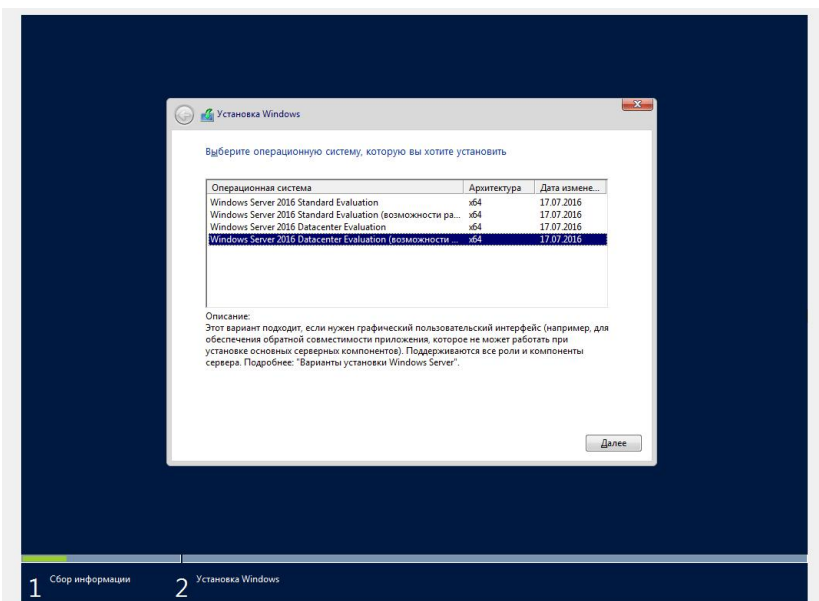 Установка Windows
Выберите операционную систему, которую вы хотите установить
Операционная система Архитектура Дата измене...
Windows Server 2016 Standard Evaluation x64 17.07.2016
Windows Server 2016 Standard Evaluation (возможности ра... x64 17.07.2016
Windows Server 2016 Datacenter Evaluation x64 17.07.2016
Windows Server 2016 Datacenter Evaluation (возможности ... x64 17.07.2016
Описание:
Этот вариант подходит, если нужен графический пользовательский интерфейс (например, для
обеспечения обратной совместимости приложения, которое не может работать при
установке основных серверных компонентов). Поддерживаются все роли и компоненты
сервера. Подробнее: "Варианты установки Windows Server".
Далее
1 Сбор информации 2 Установка Windows